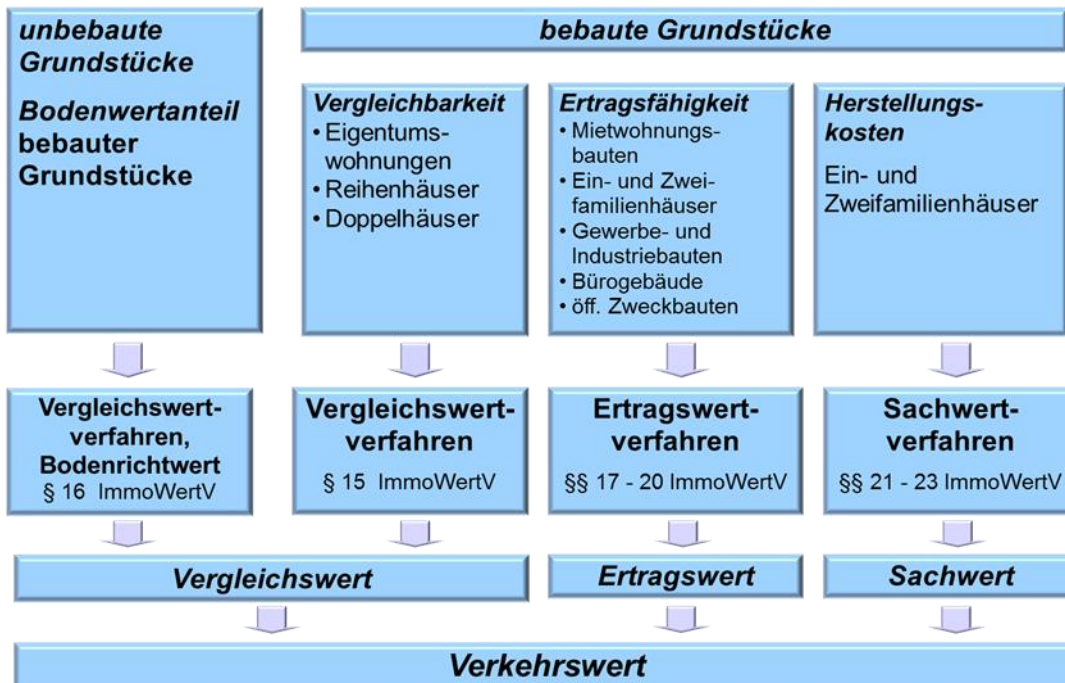 unbebaute
Grundstücke
Bodenwertanteil
bebauter
Grundstücke
bebaute Grundstücke
Vergleichbarkeit
• Eigentums-
wohnungen
• Reihenhäuser
• Doppelhäuser
Ertragsfähigkeit
• Mietwohnungs-
bauten
• Ein- und Zwei-
familienhäuser
• Gewerbe- und
Industriebauten
• Bürogebäude
• öff. Zweckbauten
Herstellungs-
kosten
Ein- und
Zweifamilienhäuser
Vergleichswert-
verfahren,
Bodenrichtwert
§ 16 ImmoWertV
Vergleichswert-
verfahren
§ 15 ImmoWertV
Ertragswert-
verfahren
§§ 17 - 20 ImmoWertV
Sachwert-
verfahren
§§ 21 - 23 ImmoWertV
Vergleichswert
Ertragswert
Sachwert
Verkehrswert